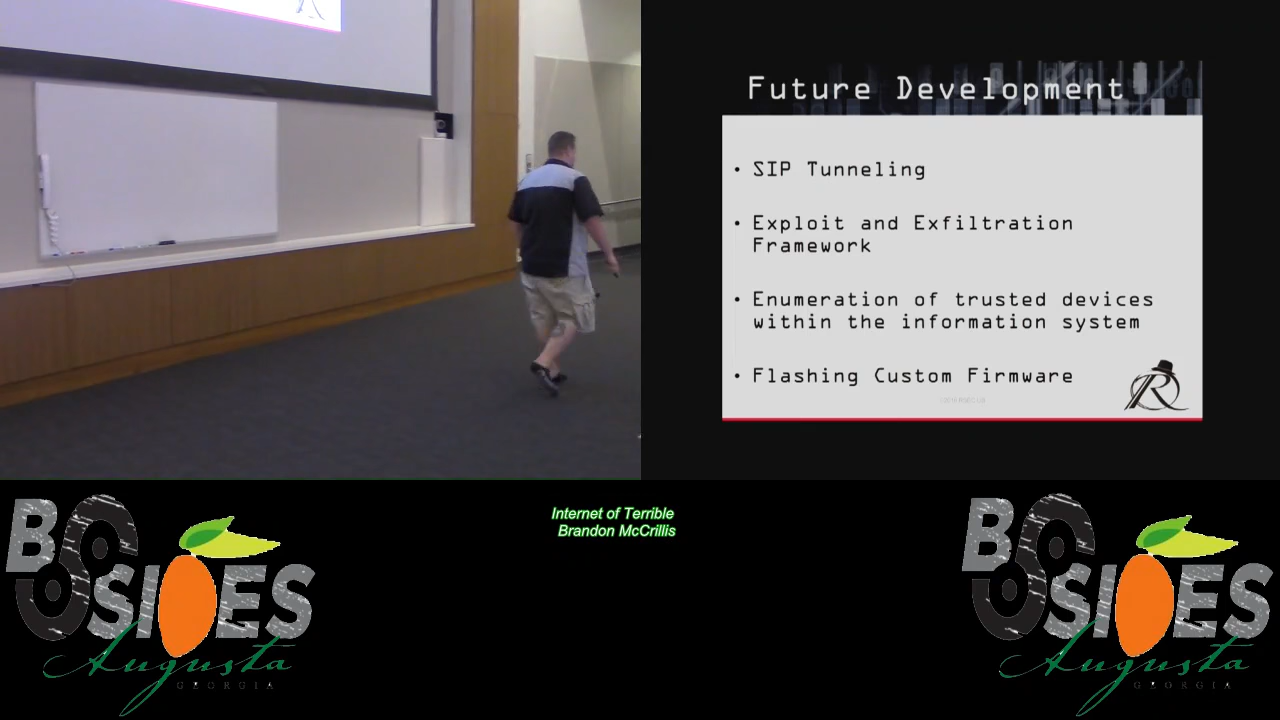 Future Development
• SIP Tunneling
• Exploit and Exfiltration
Framework
• Enumeration of trusted devices
within the information system
• Flashing Custom Firmware
R
Internet of Terrible
Brandon McCrillis
BSIDES
Augusta
GEORGIA
BSIDES
Augusta
GEORGIA